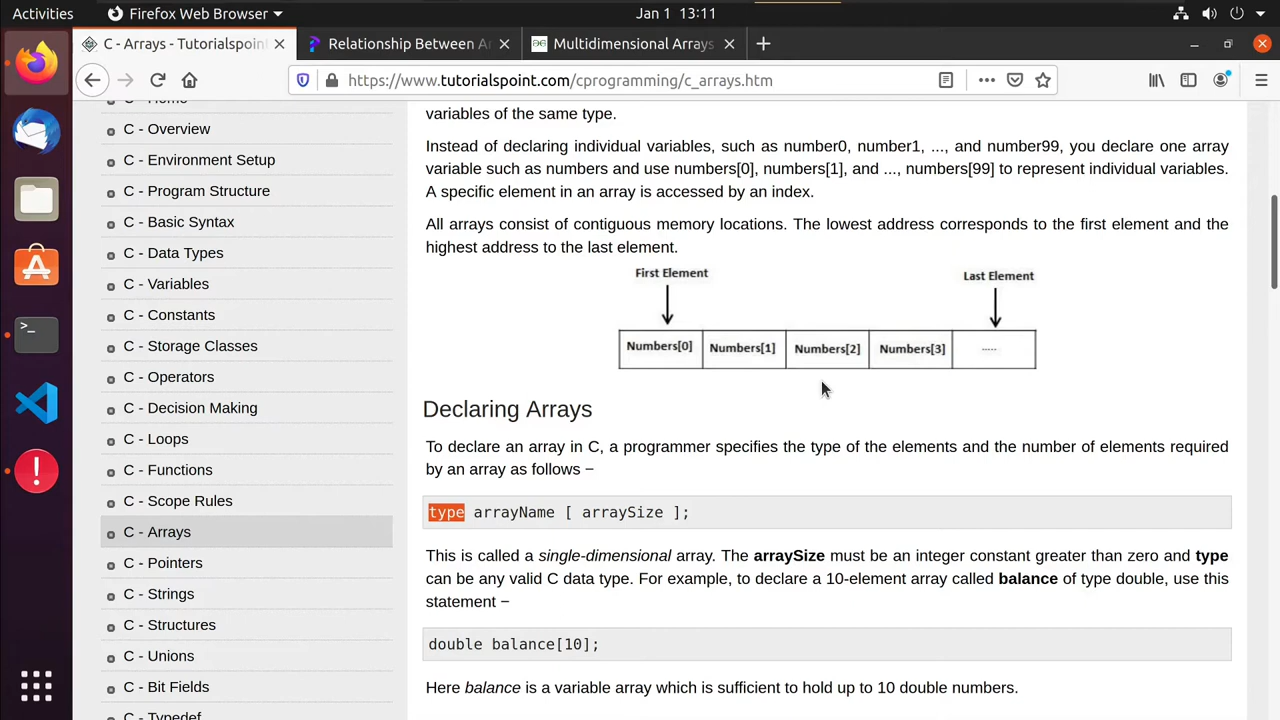 Activities
Firefox Web Browser
Jan 1 13:11
C - Arrays - Tutorialspoint
Relationship Between Ar
Multidimensional Arrays
https://www.tutorialspoint.com/cprogramming/c_arrays.htm
C - Home
C - Overview
C - Environment Setup
C - Program Structure
C - Basic Syntax
C - Data Types
C - Variables
C - Constants
C - Storage Classes
C - Operators
C - Decision Making
C - Loops
C - Functions
C - Scope Rules
C - Arrays
C - Pointers
C - Strings
C - Structures
C - Unions
C - Bit Fields
C - Typedef
variables of the same type.
Instead of declaring individual variables, such as number0, number1, ..., and number99, you declare one array
variable such as numbers and use numbers[0], numbers[1], and ..., numbers[99] to represent individual variables.
A specific element in an array is accessed by an index.
All arrays consist of contiguous memory locations. The lowest address corresponds to the first element and the
highest address to the last element.
First Element
Last Element
Numbers[0] Numbers[1] Numbers[2] Numbers[3] .....
Declaring Arrays
To declare an array in C, a programmer specifies the type of the elements and the number of elements required
by an array as follows −
type arrayName [ arraySize ];
This is called a single-dimensional array. The arraySize must be an integer constant greater than zero and type
can be any valid C data type. For example, to declare a 10-element array called balance of type double, use this
statement −
double balance[10];
Here balance is a variable array which is sufficient to hold up to 10 double numbers.